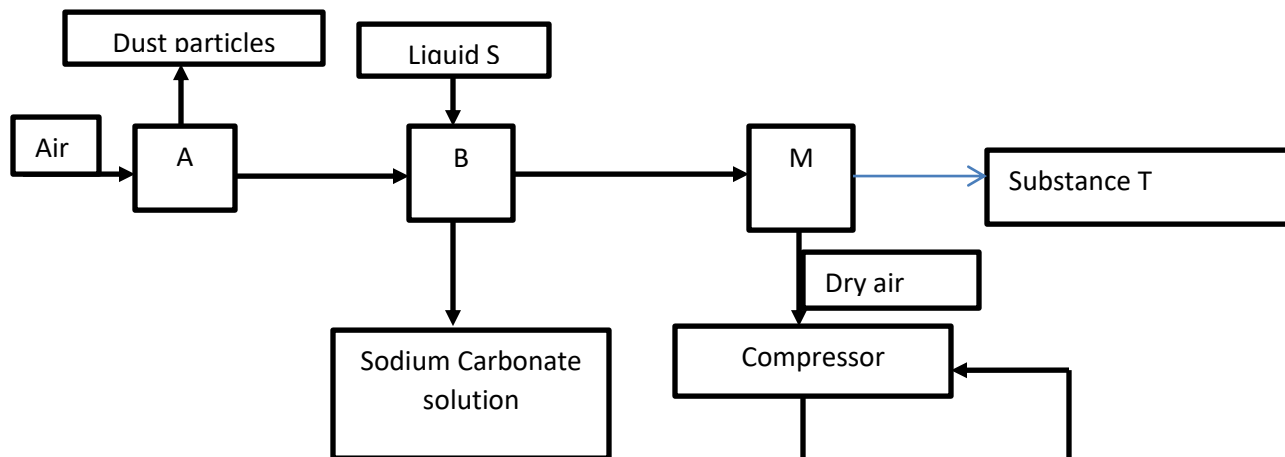 Dust particles
Liquid S
Air
A
B
M
Substance T
Dry air
Sodium Carbonate
solution
Compressor